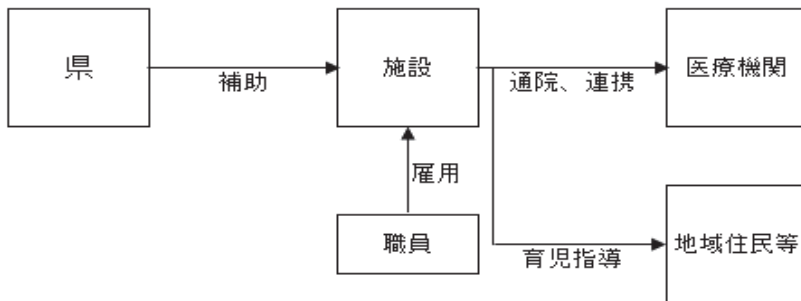 県
補助
施設
通院、連携
医療機関
雇用
職員
育児指導
地域住民等